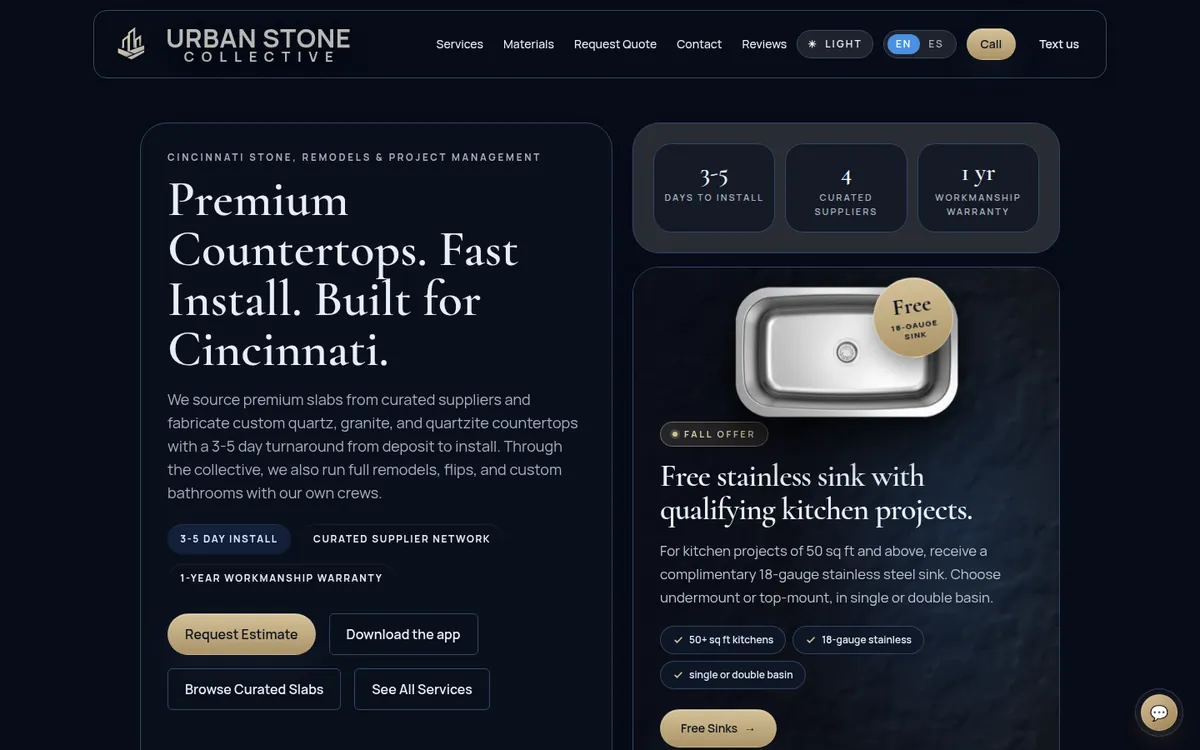 URBAN STONE
COLLECTIVE
Services
Materials
Request Quote
Contact
Reviews
LIGHT
EN
ES
Call
Text us
CINCINNATI STONE, REMODELS & PROJECT MANAGEMENT
Premium
Countertops. Fast
Install. Built for
Cincinnati.
We source premium slabs from curated suppliers and
fabricate custom quartz, granite, and quartzite countertops
with a 3-5 day turnaround from deposit to install. Through
the collective, we also run full remodels, flips, and custom
bathrooms with our own crews.
3-5 DAY INSTALL
CURATED SUPPLIER NETWORK
1-YEAR WORKMANSHIP WARRANTY
Request Estimate
Download the app
Browse Curated Slabs
See All Services
3-5
DAYS TO INSTALL
4
CURATED
SUPPLIERS
1 yr
WORKMANSHIP
WARRANTY
Free
18-GAUGE
SINK
FALL OFFER
Free stainless sink with
qualifying kitchen projects.
For kitchen projects of 50 sq ft and above, receive a
complimentary 18-gauge stainless steel sink. Choose
undermount or top-mount, in single or double basin.
✓ 50+ sq ft kitchens
✓ 18-gauge stainless
✓ single or double basin
Free Sinks →